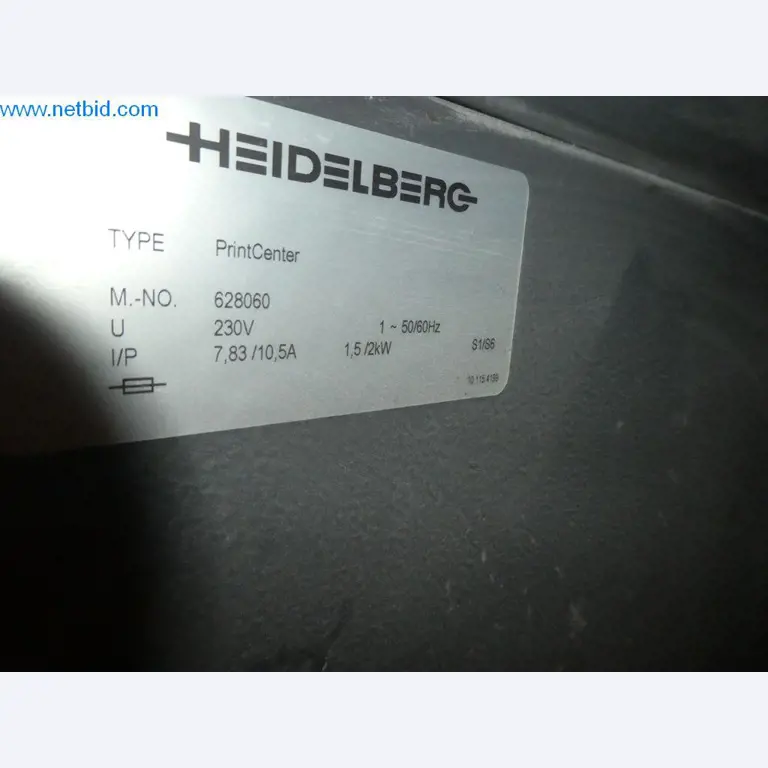 www.netbid.com
HEIDELBERG
TYPE PrintCenter
M.-NO. 628060
U 230V 1 ~ 50/60Hz
I/P 7,83 /10,5A 1,5 /2kW S1/S6